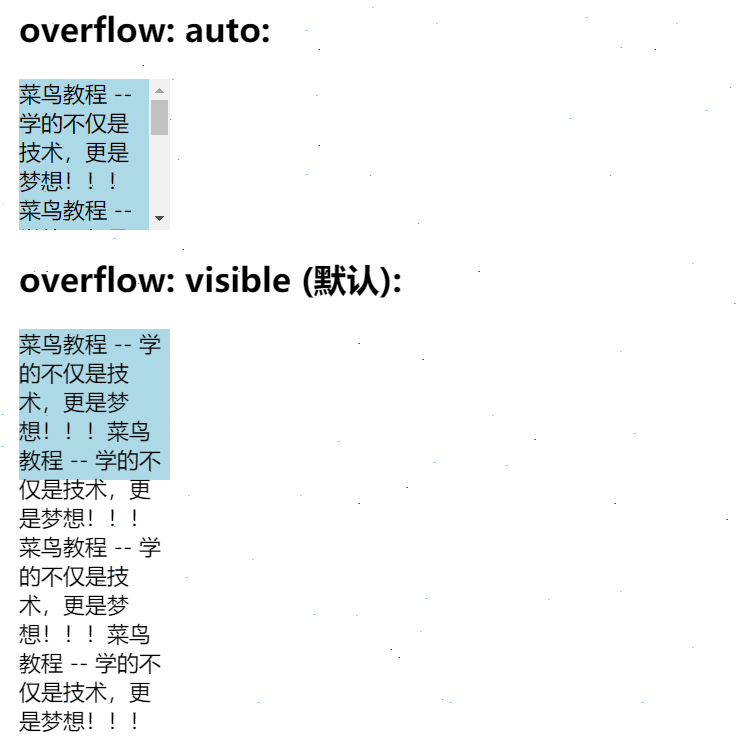 overflow: auto:
菜鸟教程 --
学的不仅是
技术，更是
梦想！！！
菜鸟教程 --
overflow: visible (默认):
菜鸟教程 -- 学
的不仅是技
术，更是梦
想！！！菜鸟
教程 -- 学的不
仅是技术，更
是梦想！！！
菜鸟教程 -- 学
的不仅是技
术，更是梦
想！！！菜鸟
教程 -- 学的不
仅是技术，更
是梦想！！！